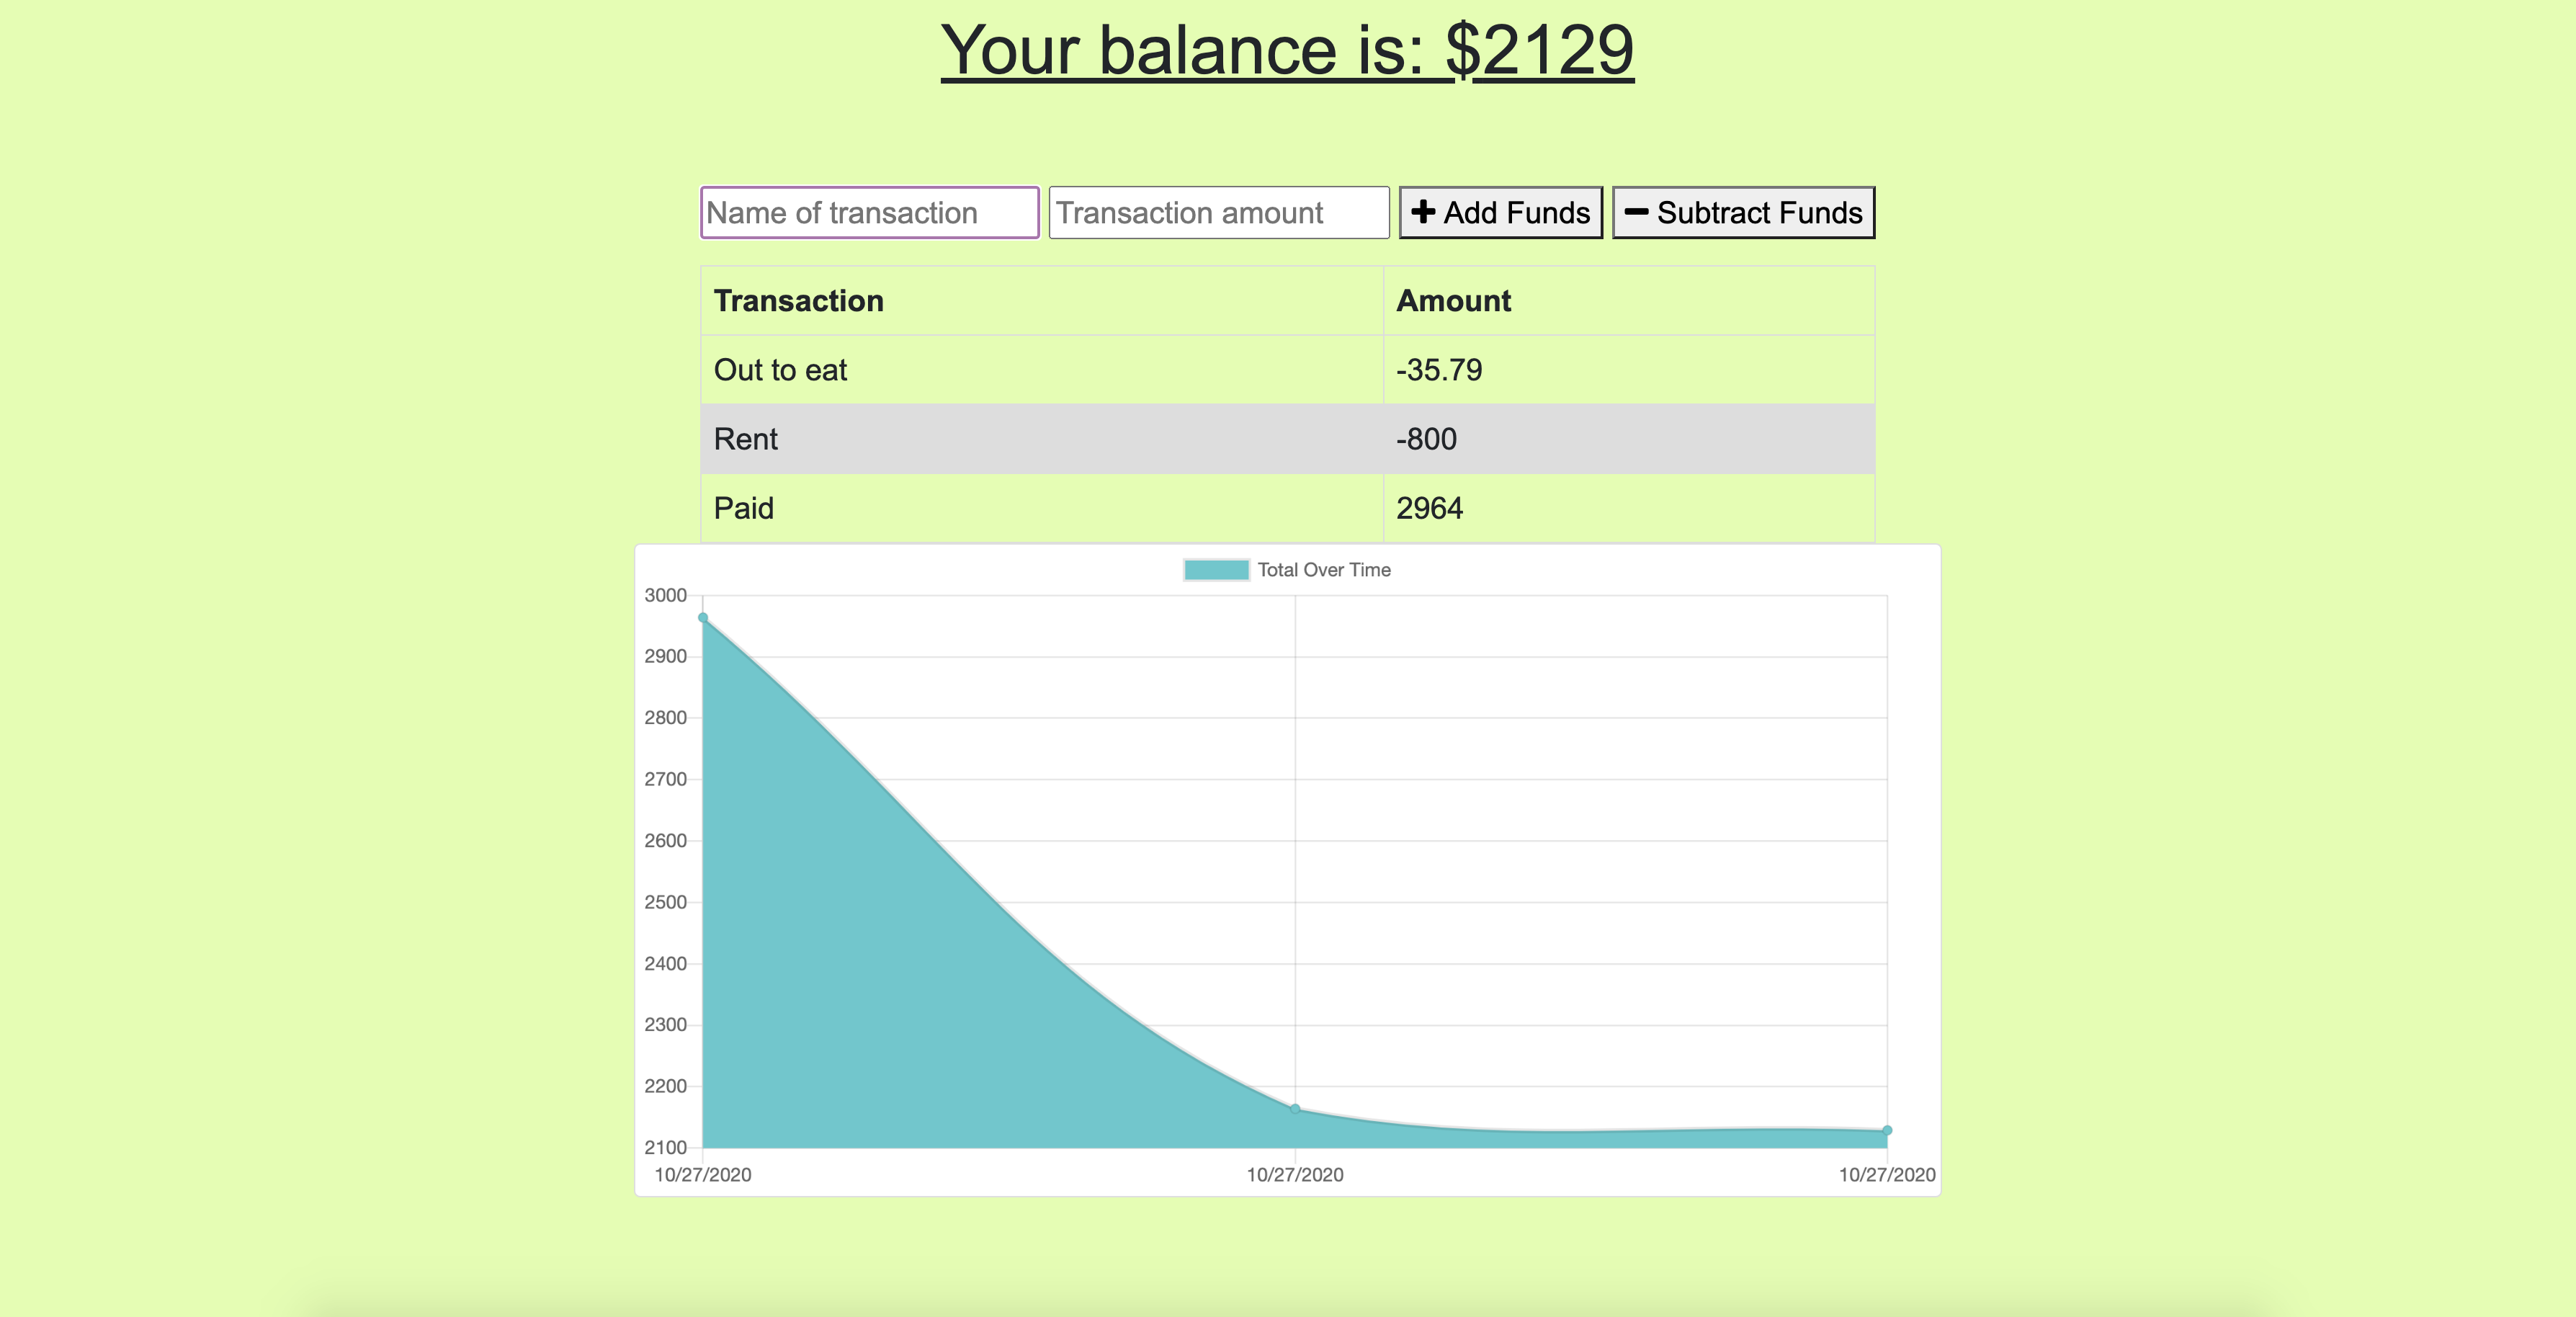 Your balance is: $2129
Name of transaction Transaction amount + Add Funds - Subtract Funds
Transaction Amount
Out to eat -35.79
Rent -800
Paid 2964
Total Over Time
3000
2900
2800
2700
2600
2500
2400
2300
2200
2100
10/27/2020 10/27/2020 10/27/2020